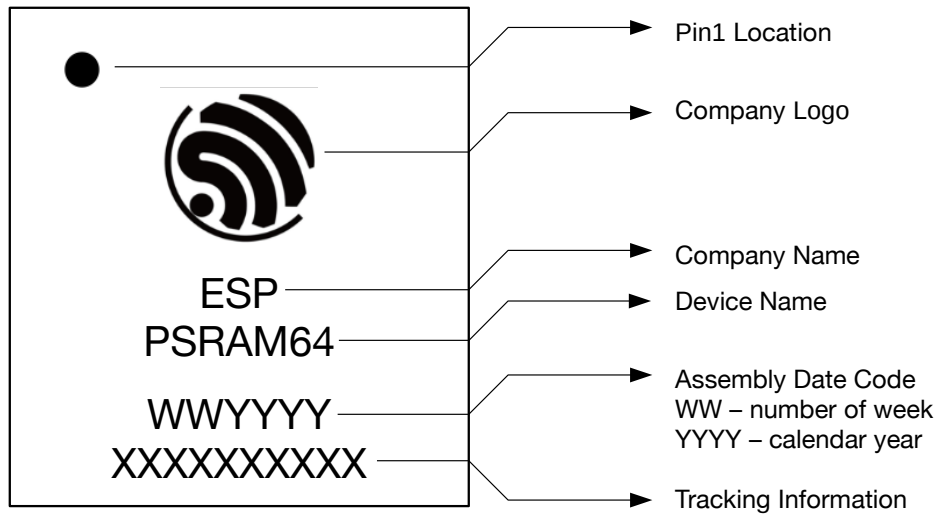 Pin1 Location
Company Logo
ESP
Company Name
PSRAM64
Device Name
WWYYYY
Assembly Date Code
WW – number of week
YYYY – calendar year
XXXXXXXXXX
Tracking Information